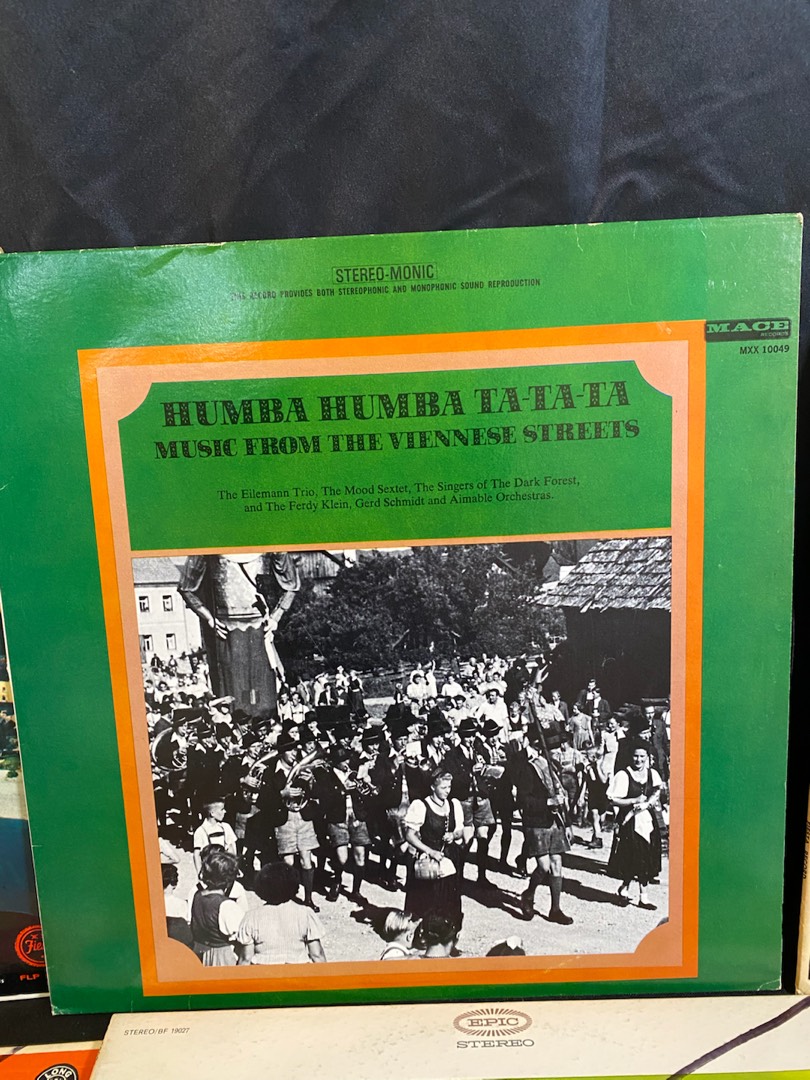 STEREO-MONIC
THIS RECORD PROVIDES BOTH STEREOPHONIC AND MONOPHONIC SOUND REPRODUCTION
MACE
RECORDS
MXX 10049
HUMBA HUMBA TA-TA-TA
MUSIC FROM THE VIENNESE STREETS
The Eilemann Trio, The Mood Sextet, The Singers of The Dark Forest,
and The Ferdy Klein, Gerd Schmidt and Aimable Orchestras.
FLP
STEREO/BF 19027
EPIC
STEREO
LONG